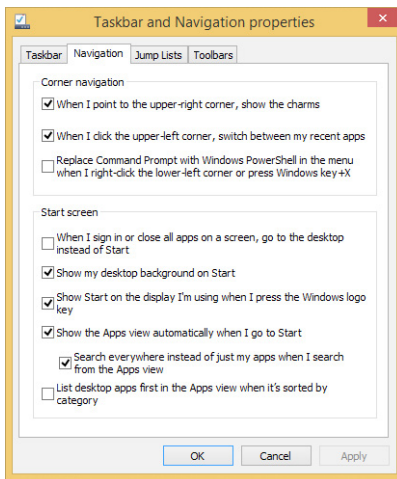 Taskbar and Navigation properties
Taskbar Navigation Jump Lists Toolbars
Corner navigation
When I point to the upper-right corner, show the charms
When I click the upper-left corner, switch between my recent apps
Replace Command Prompt with Windows PowerShell in the menu
when I right-click the lower-left corner or press Windows key+X
Start screen
When I sign in or close all apps on a screen, go to the desktop
instead of Start
Show my desktop background on Start
Show Start on the display I'm using when I press the Windows logo
key
Show the Apps view automatically when I go to Start
Search everywhere instead of just my apps when I search
from the Apps view
List desktop apps first in the Apps view when it's sorted by
category
OK Cancel Apply